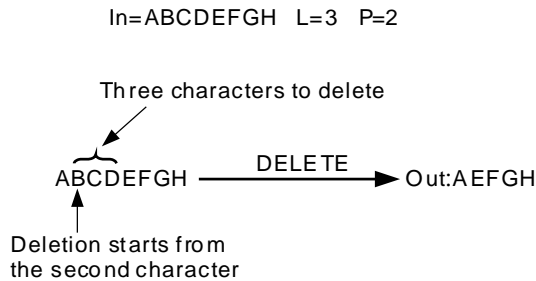 In=ABCDEFGH L=3 P=2
Three characters to delete
ABCDEFGH
DELETE
Out:AEFGH
Deletion starts from
the second character